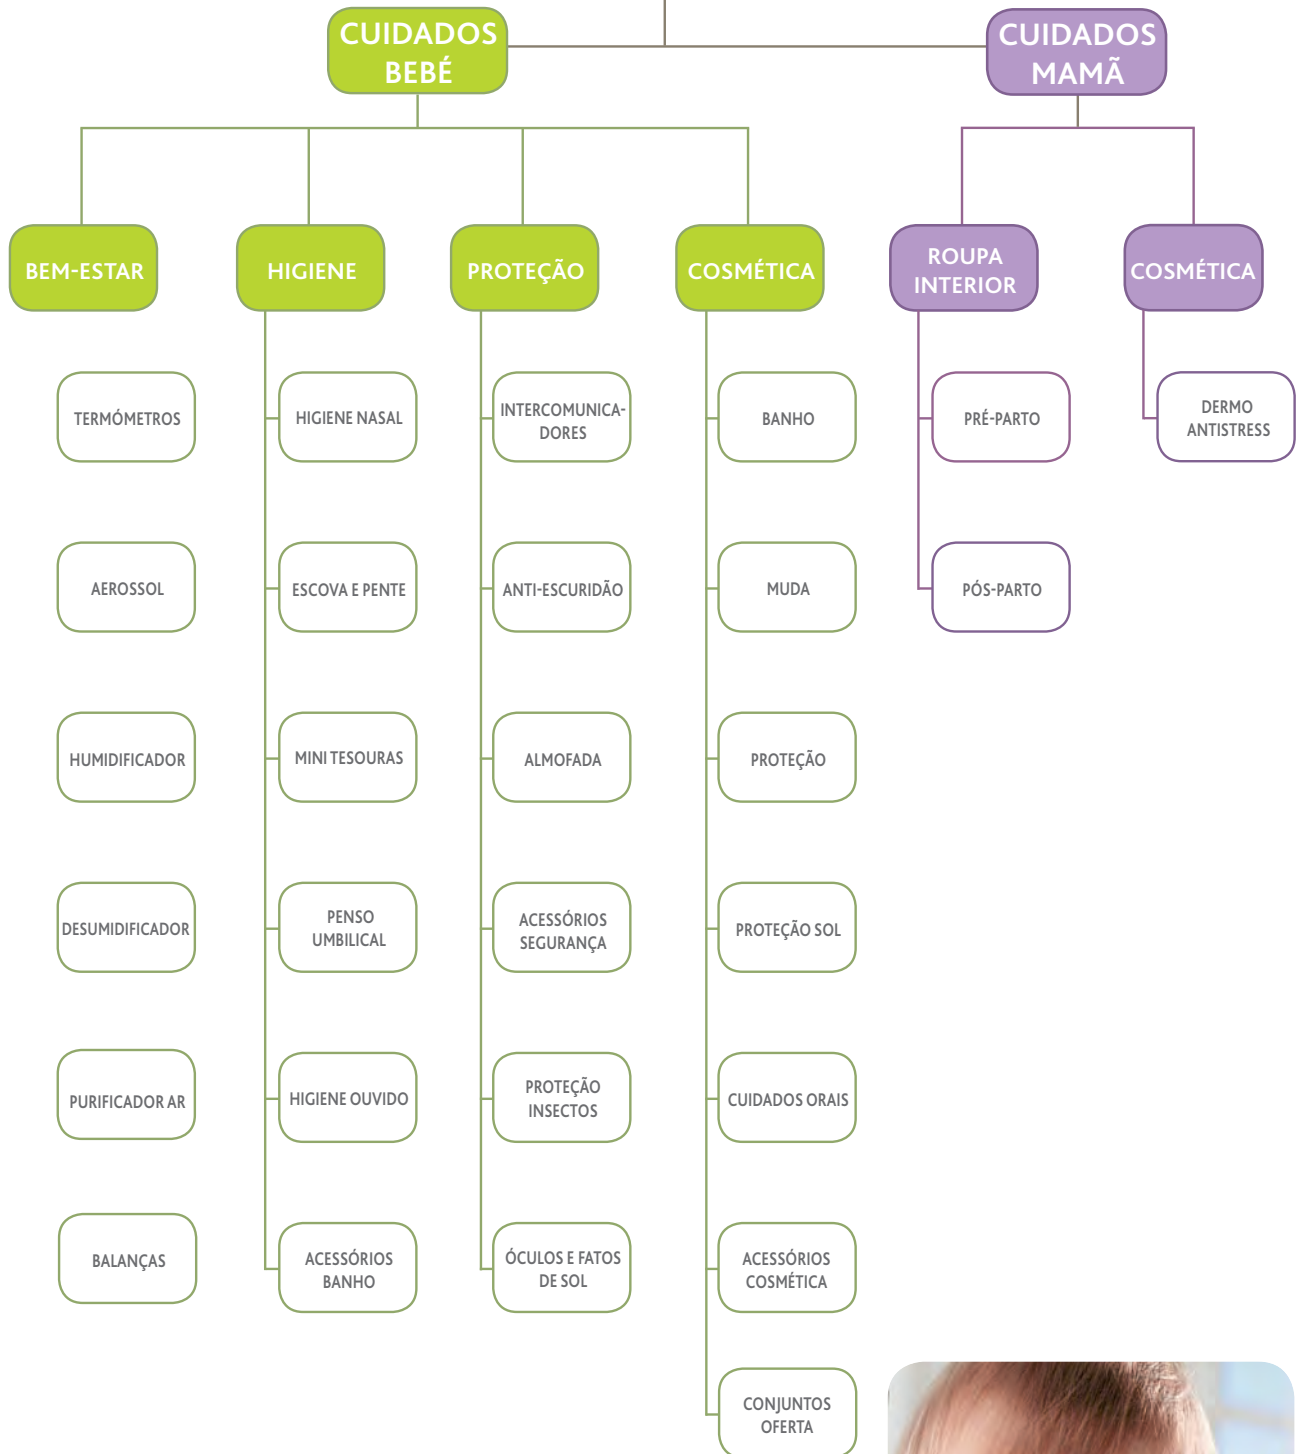 CUIDADOS
BEBÉ
CUIDADOS
MAMÃ
BEM-ESTAR
HIGIENE
PROTEÇÃO
COSMÉTICA
ROUPA
INTERIOR
COSMÉTICA
TERMÓMETROS
AEROSSOL
HUMIDIFICADOR
DESUMIDIFICADOR
PURIFICADOR AR
BALANÇAS
HIGIENE NASAL
ESCOVA E PENTE
MINI TESOURAS
PENSO
UMBILICAL
HIGIENE OUVIDO
ACESSÓRIOS
BANHO
INTERCOMUNICA-
DORES
ANTI-ESCURIDÃO
ALMOFADA
ACESSÓRIOS
SEGURANÇA
PROTEÇÃO
INSECTOS
ÓCULOS E FATOS
DE SOL
BANHO
MUDA
PROTEÇÃO
PROTEÇÃO SOL
CUIDADOS ORAIS
ACESSÓRIOS
COSMÉTICA
CONJUNTOS
OFERTA
PRÉ-PARTO
PÓS-PARTO
DERMO
ANTISTRESS